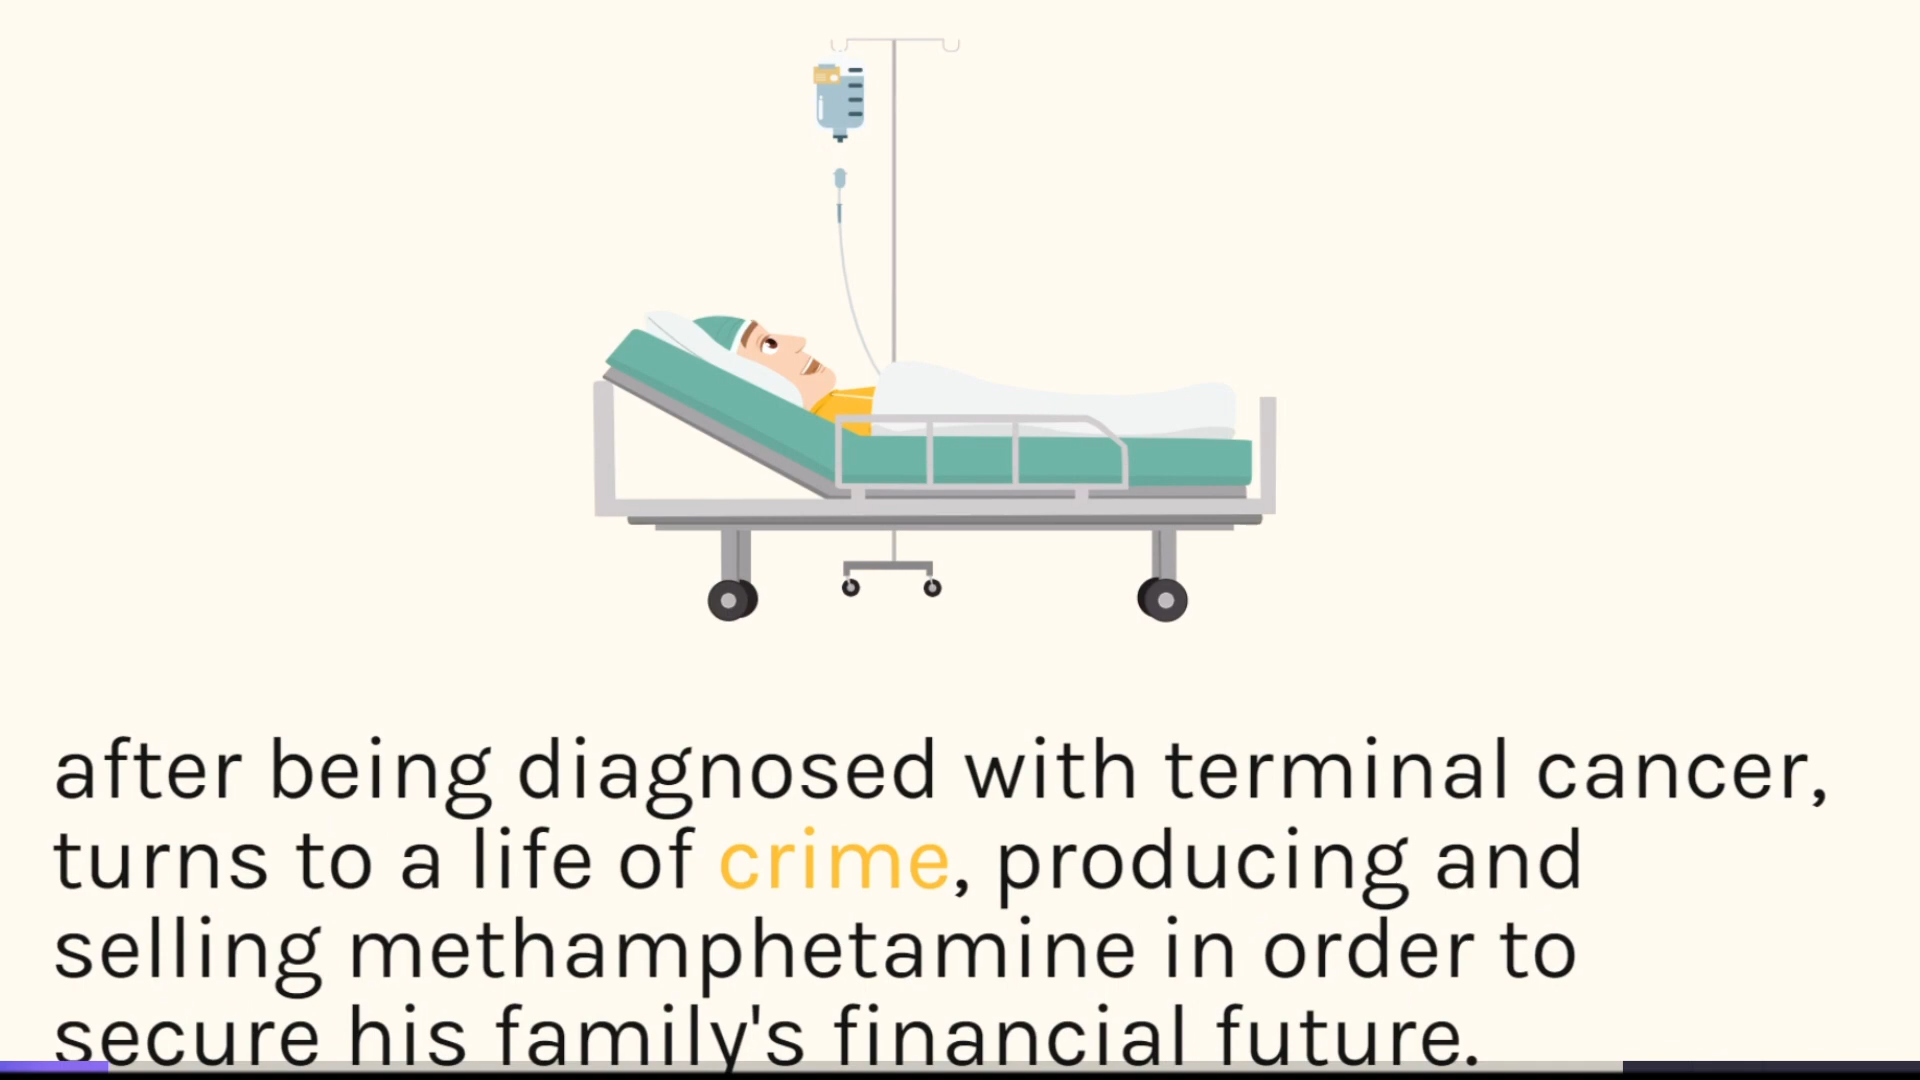 after being diagnosed with terminal cancer,
turns to a life of crime, producing and
selling methamphetamine in order to
secure his family's financial future.